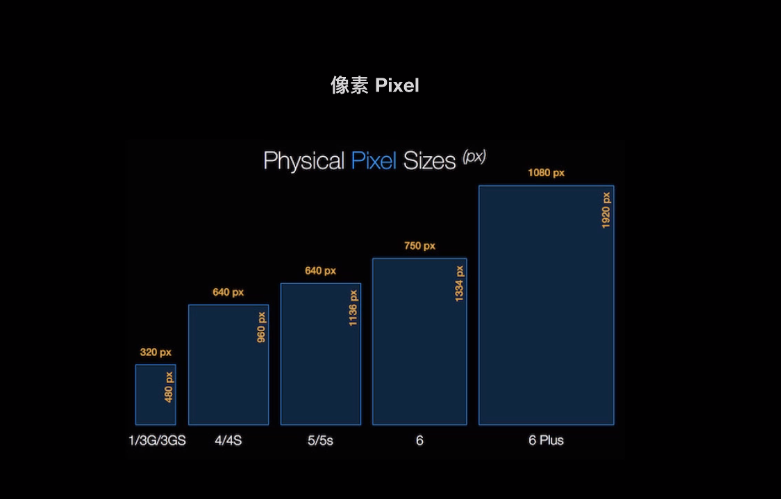 像素 Pixel
Physical Pixel Sizes (px)
1080 px
1920 px
750 px
1334 px
640 px
1136 px
640 px
960 px
320 px
480 px
1/3G/3GS
4/4S
5/5s
6
6 Plus